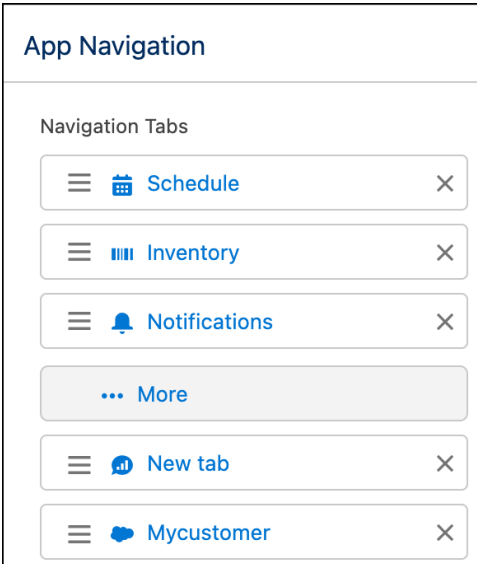 App Navigation
Navigation Tabs
Schedule
Inventory
Notifications
More
New tab
Mycustomer